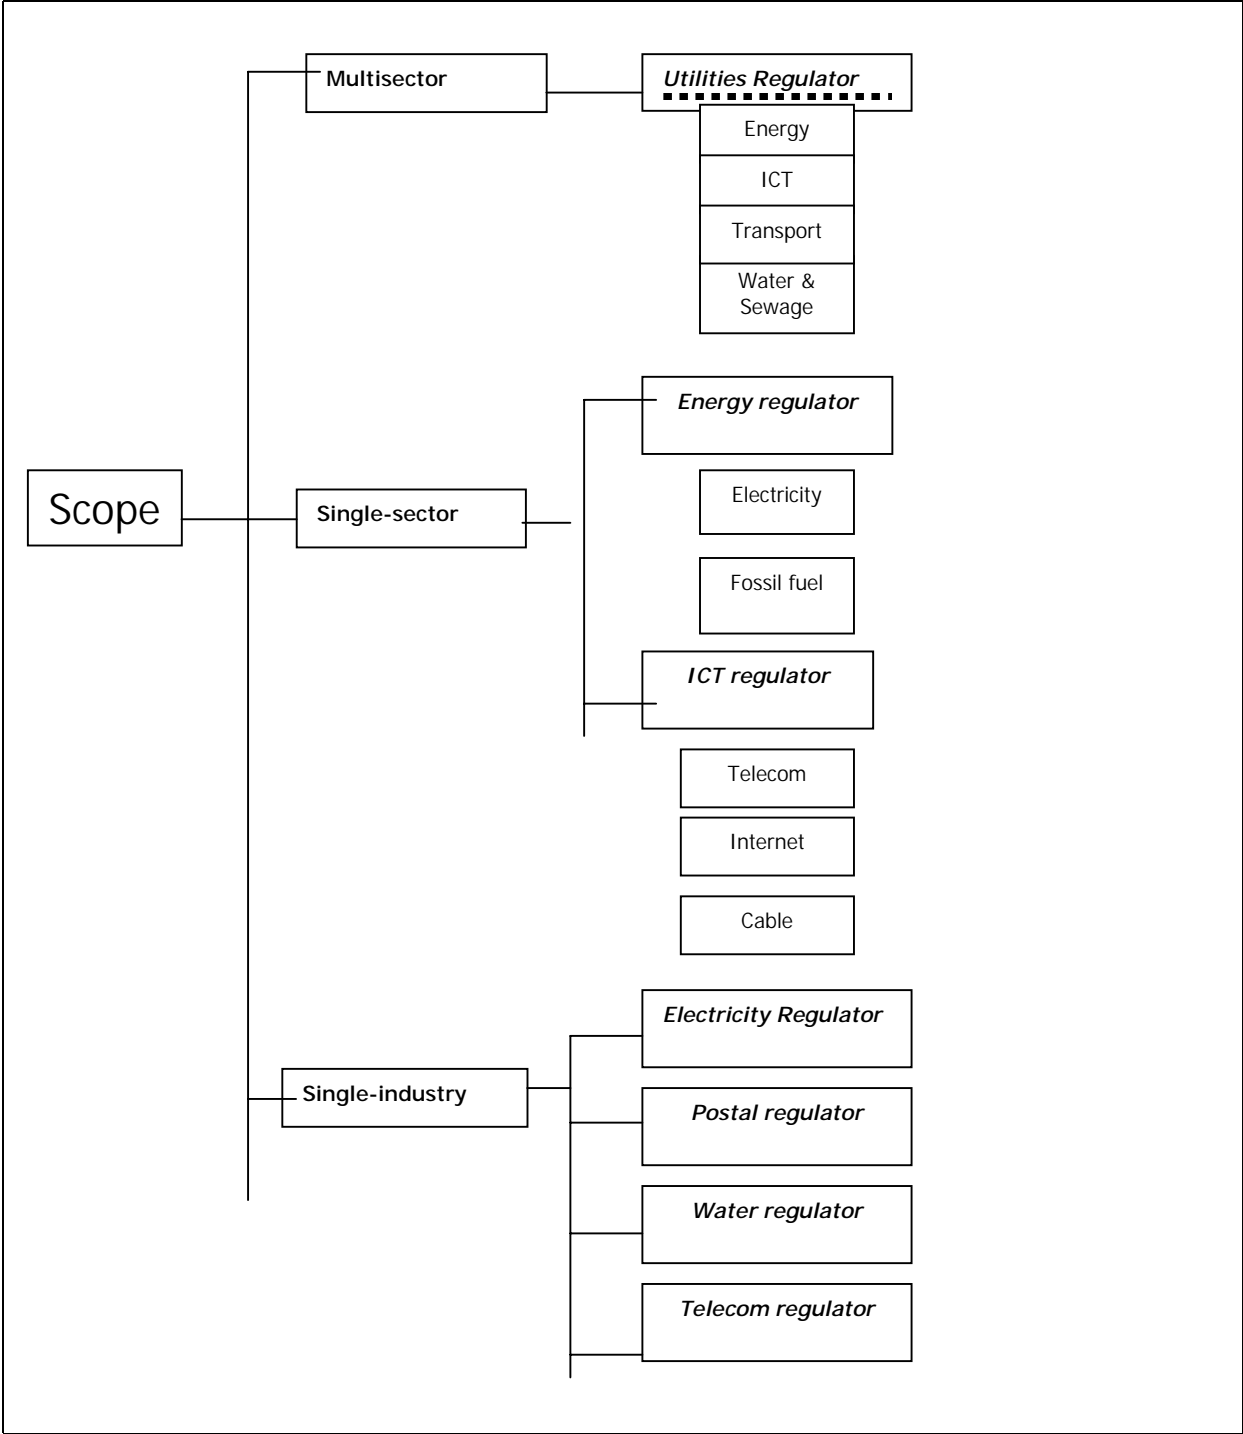 Multisector
Utilities Regulator
Energy
ICT
Transport
Water &
Sewage
Energy regulator
Scope
Single-sector
Electricity
Fossil fuel
ICT regulator
Telecom
Internet
Cable
Electricity Regulator
Single-industry
Postal regulator
Water regulator
Telecom regulator